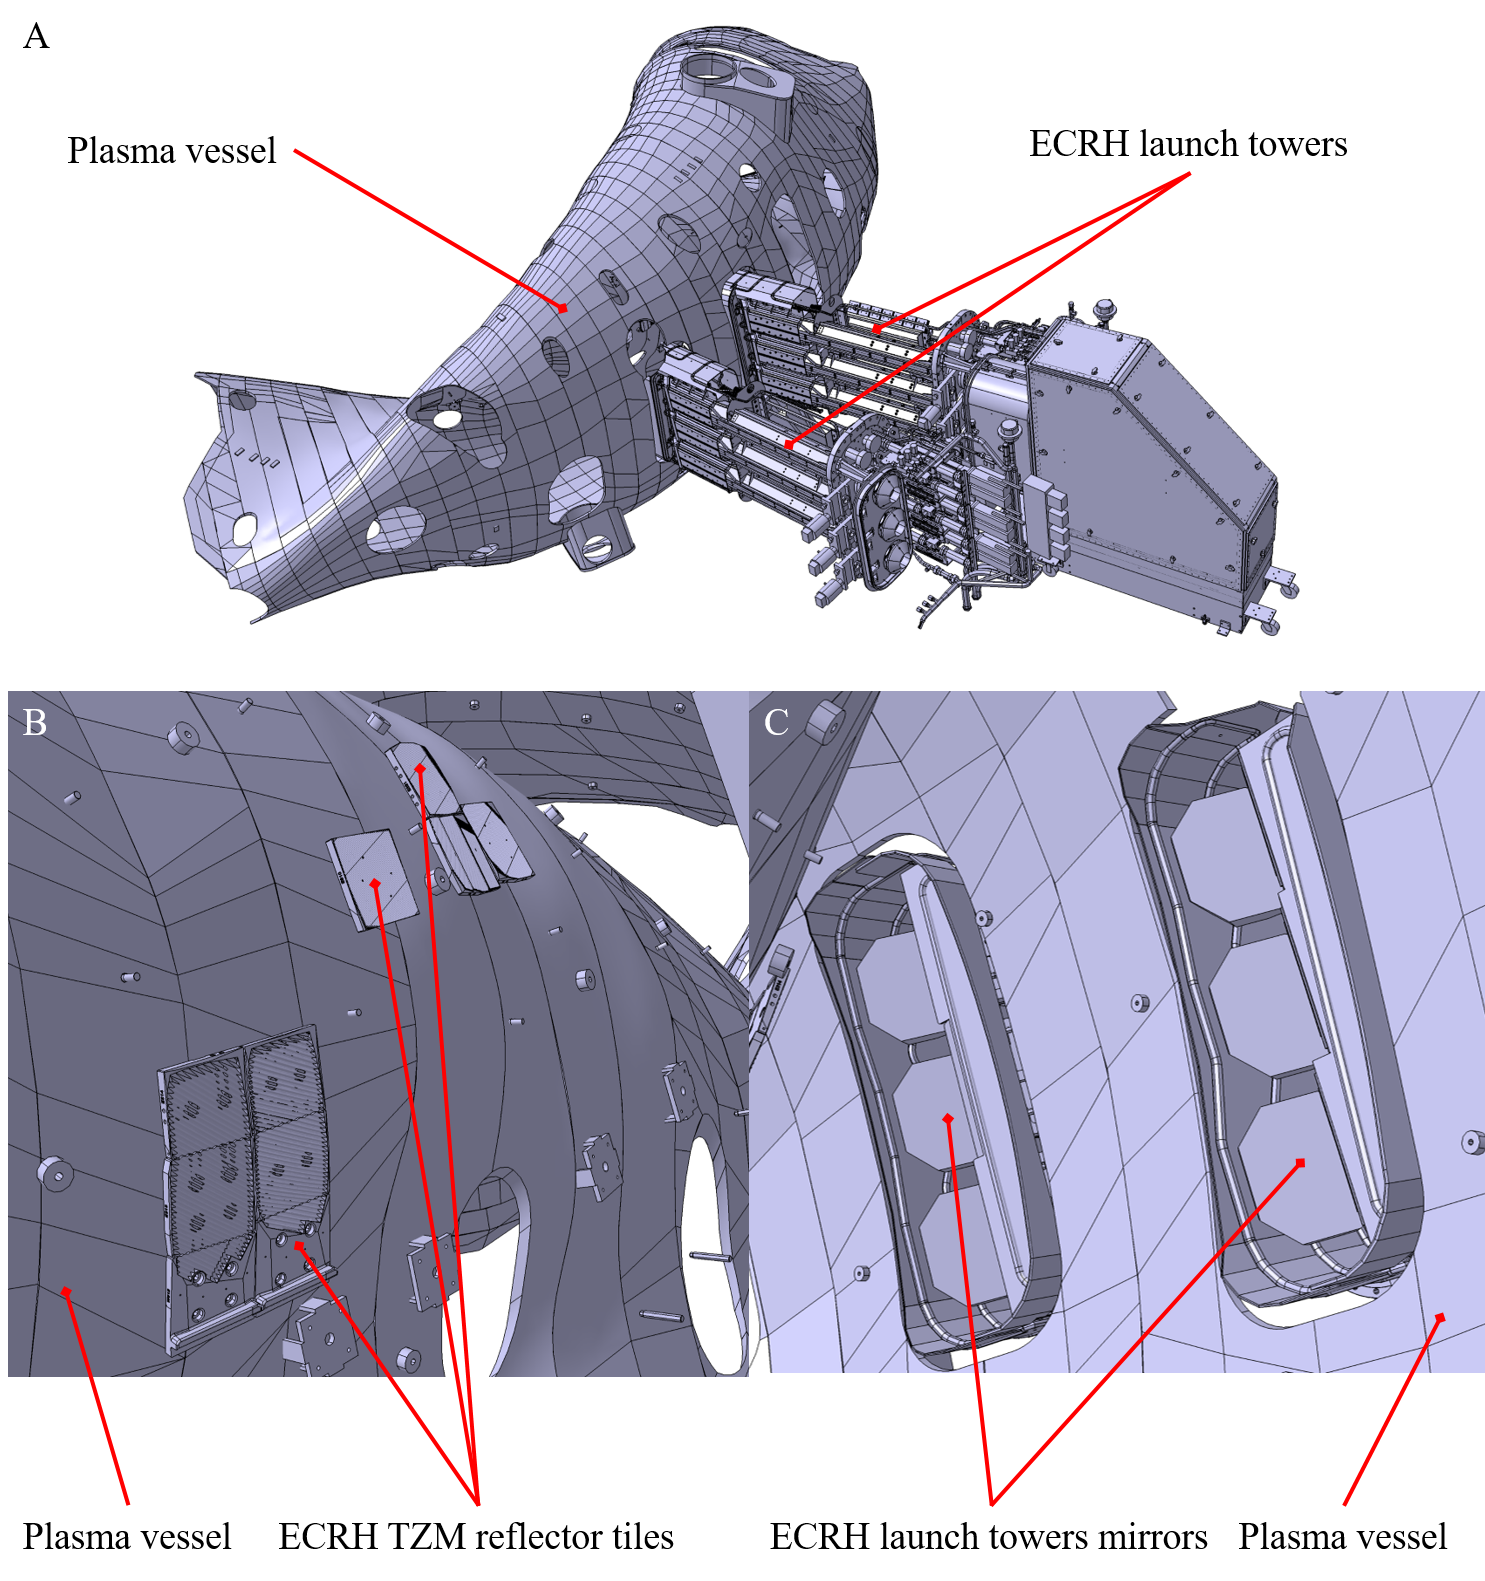 A
Plasma vessel
ECRH launch towers
B
C
Plasma vessel
ECRH TZM reflector tiles
ECRH launch towers mirrors
Plasma vessel